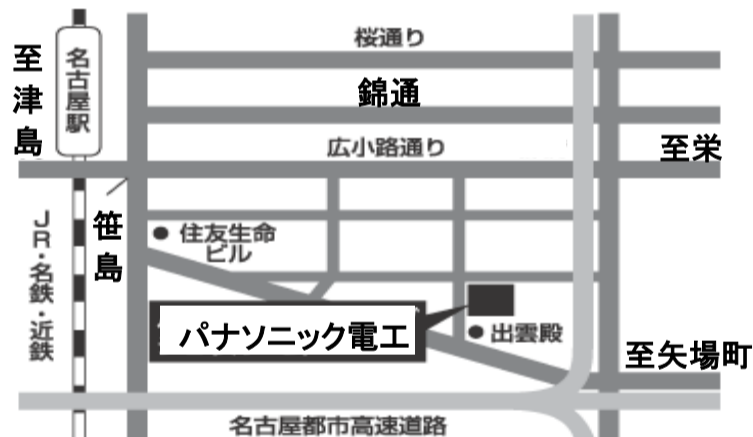 桜通り
至津島
名古屋駅
錦通
広小路通り
至栄
JR・名鉄・近鉄
笹島
住友生命
ビル
パナソニック電工
出雲殿
至矢場町
名古屋都市高速道路